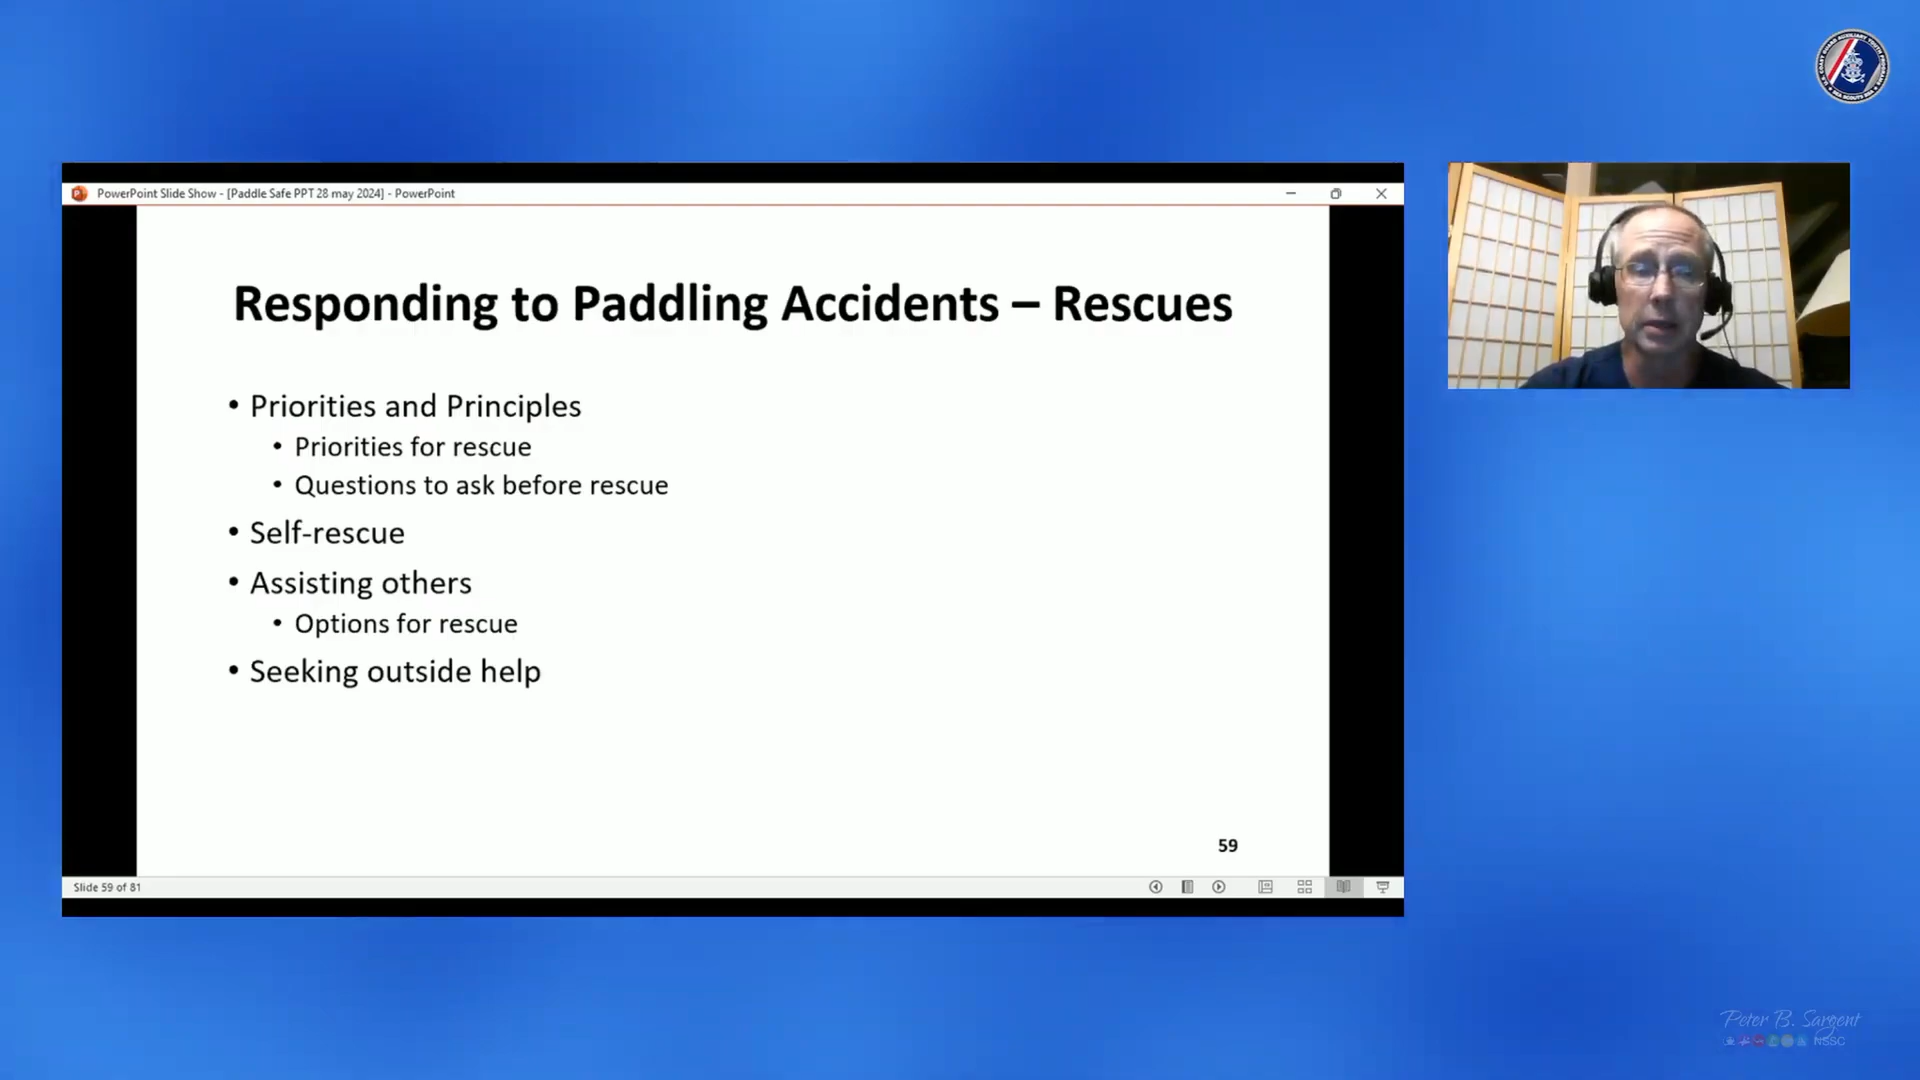 PowerPoint Slide Show - [Paddle Safe PPT 28 may 2024] - PowerPoint
Responding to Paddling Accidents – Rescues
• Priorities and Principles
• Priorities for rescue
• Questions to ask before rescue
• Self-rescue
• Assisting others
• Options for rescue
• Seeking outside help
59
Slide 59 of 81
Peter B. Sargent
NSSC